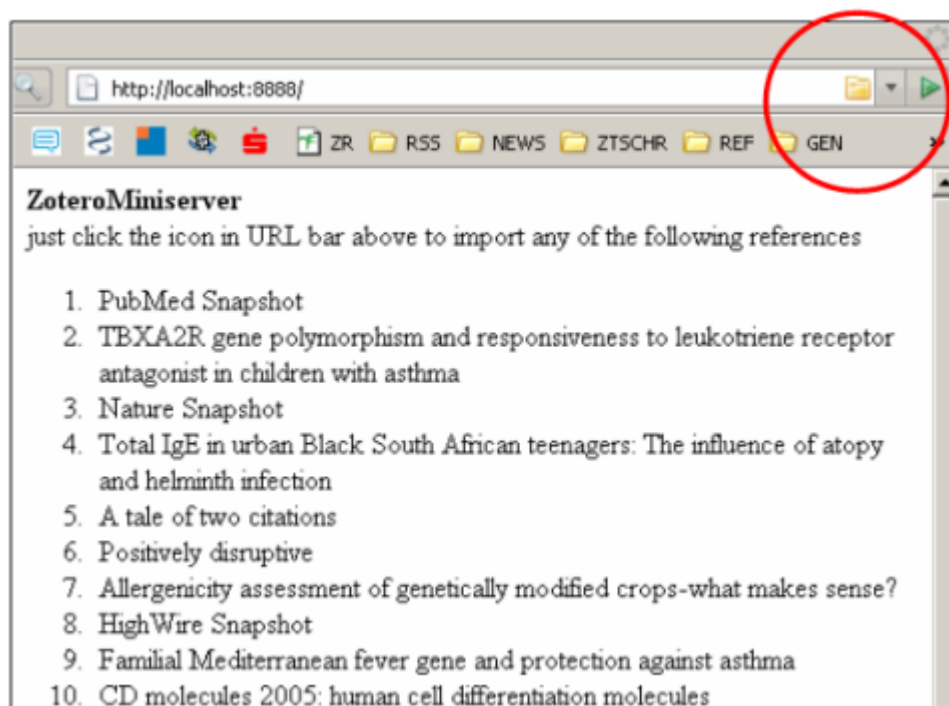 http://localhost:8888/
ZR RSS NEWS ZTSCHR REF GEN »
ZoteroMiniserver
just click the icon in URL bar above to import any of the following references
1. PubMed Snapshot
2. TBXA2R gene polymorphism and responsiveness to leukotriene receptor
antagonist in children with asthma
3. Nature Snapshot
4. Total IgE in urban Black South African teenagers: The influence of atopy
and helminth infection
5. A tale of two citations
6. Positively disruptive
7. Allergenicity assessment of genetically modified crops-what makes sense?
8. HighWire Snapshot
9. Familial Mediterranean fever gene and protection against asthma
10. CD molecules 2005: human cell differentiation molecules